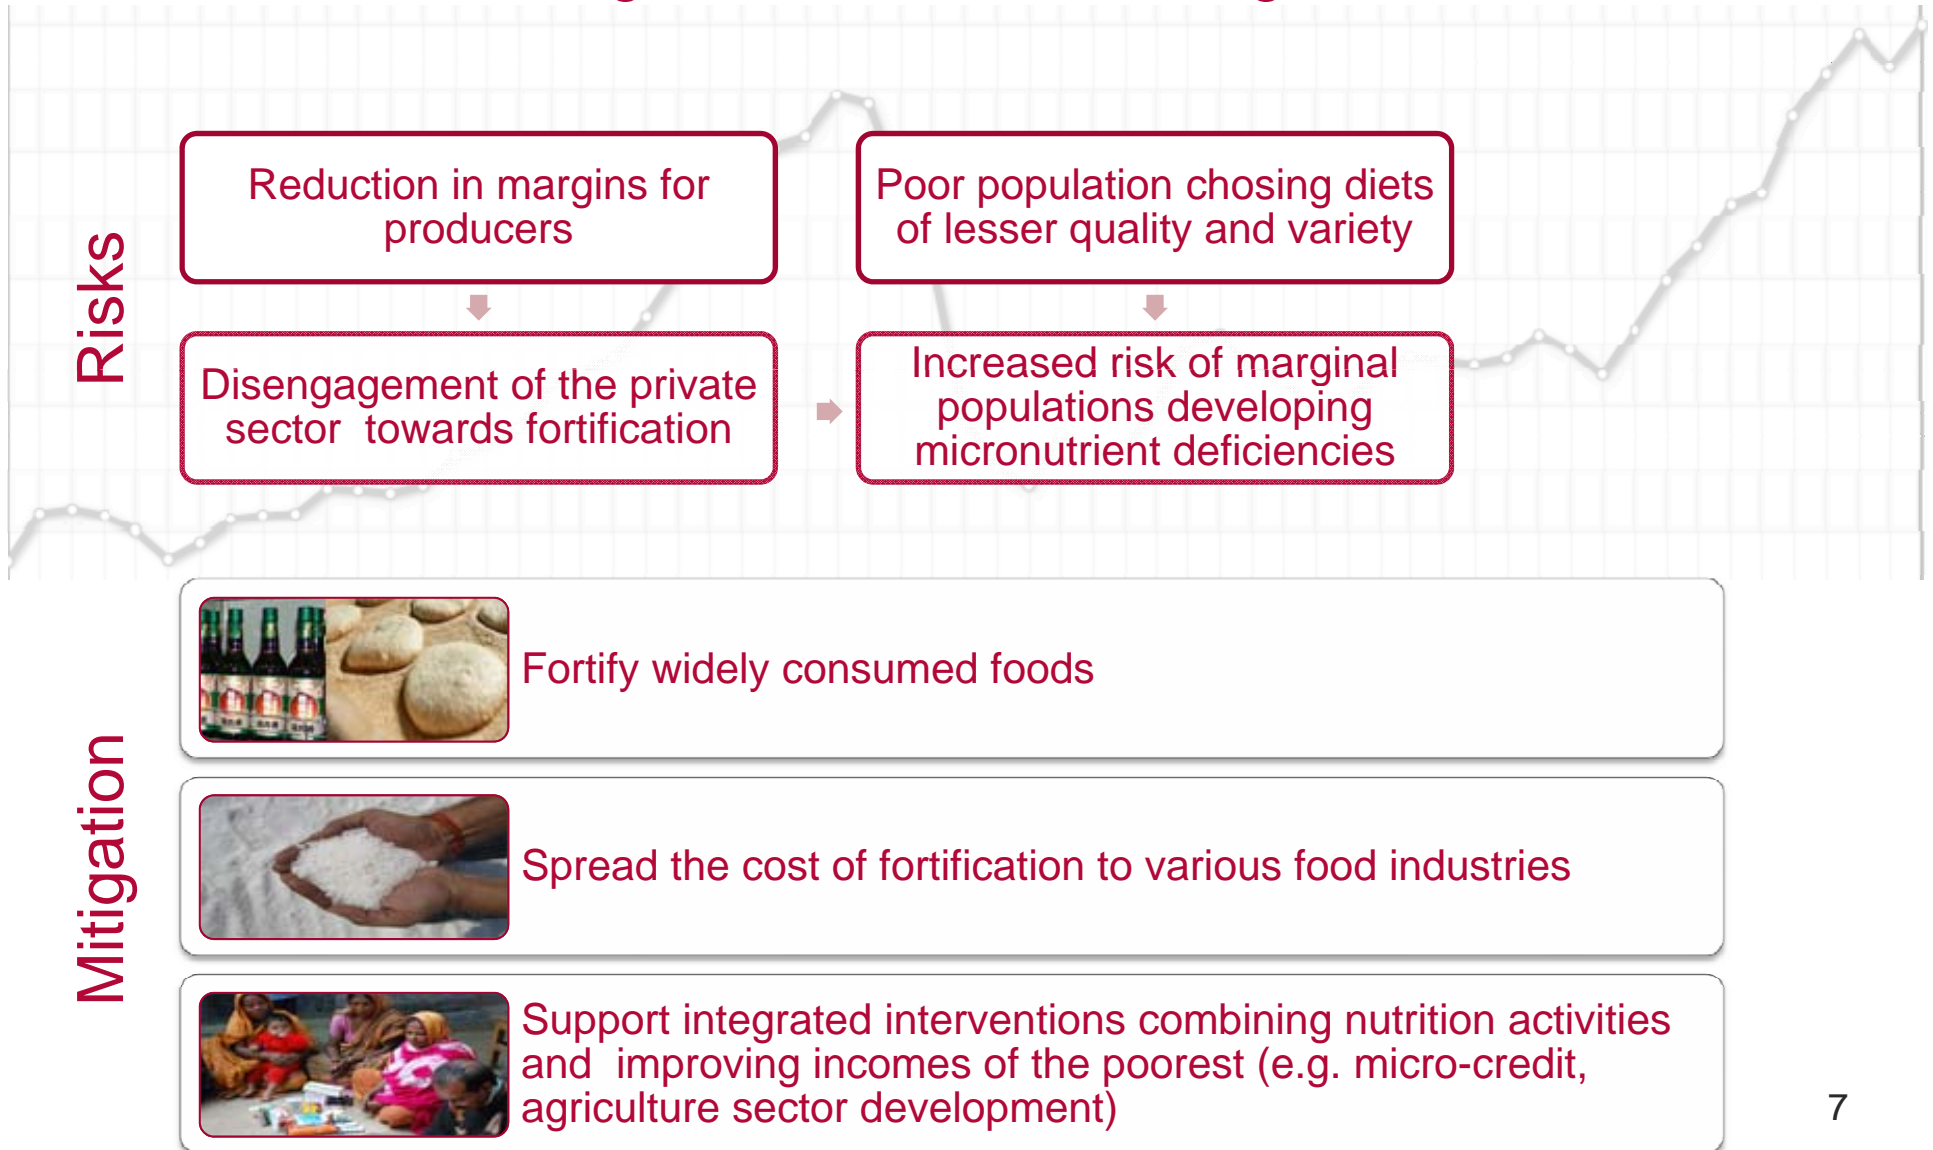 Risks
Reduction in margins for
producers
Poor population chosing diets
of lesser quality and variety
Disengagement of the private
sector  towards fortification
Increased risk of marginal
populations developing
micronutrient deficiencies
Mitigation
Fortify widely consumed foods
Spread the cost of fortification to various food industries
Support integrated interventions combining nutrition activities
and  improving incomes of the poorest (e.g. micro-credit,
agriculture sector development)
7